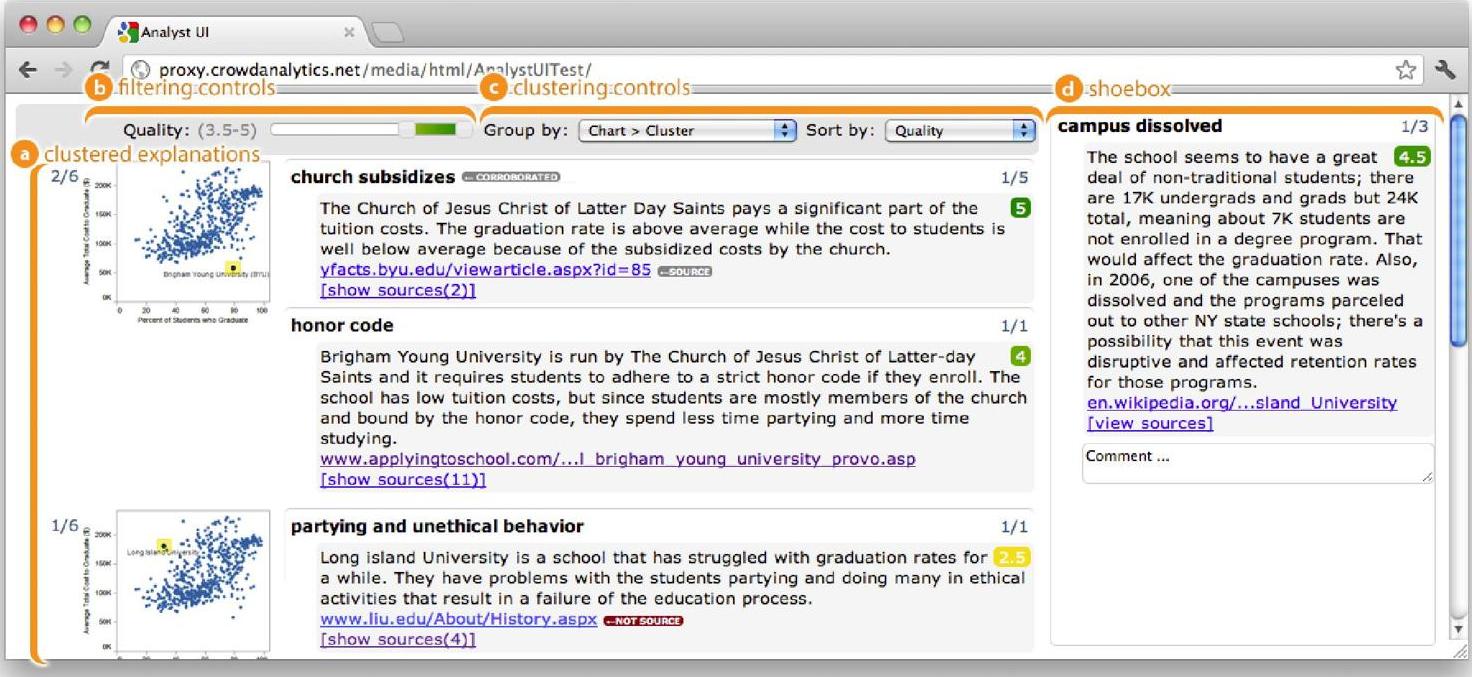 Analyst UI
proxy.crowdanalytics.net/media/html/AnalystUITest/
b filtering controls
c clustering controls
d shoebox
Quality: (3.5-5)
Group by: Chart > Cluster
Sort by: Quality
a clustered explanations
2/6
200K
150K
100K
50K
0K
Average Total Cost to Graduate ($)
Brigham Young University (BYU)
0 20 40 60 80 100
Percent of Students who Graduate
church subsidizes ←CORROBORATED 1/5
The Church of Jesus Christ of Latter Day Saints pays a significant part of the 5
tuition costs. The graduation rate is above average while the cost to students is
well below average because of the subsidized costs by the church.
yfacts.byu.edu/viewarticle.aspx?id=85 ←SOURCE
[show sources(2)]
honor code 1/1
Brigham Young University is run by The Church of Jesus Christ of Latter-day 4
Saints and it requires students to adhere to a strict honor code if they enroll. The
school has low tuition costs, but since students are mostly members of the church
and bound by the honor code, they spend less time partying and more time
studying.
www.applyingtoschool.com/...l_brigham_young_university_provo.asp
[show sources(11)]
1/6
200K
150K
100K
50K
0K
Average Total Cost to Graduate ($)
Long Island University
0 20 40 60 80 100
partying and unethical behavior 1/1
Long island University is a school that has struggled with graduation rates for 2.5
a while. They have problems with the students partying and doing many in ethical
activities that result in a failure of the education process.
www.liu.edu/About/History.aspx ←NOT SOURCE
[show sources(4)]
campus dissolved 1/3
The school seems to have a great 4.5
deal of non-traditional students; there
are 17K undergrads and grads but 24K
total, meaning about 7K students are
not enrolled in a degree program. That
would affect the graduation rate. Also,
in 2006, one of the campuses was
dissolved and the programs parceled
out to other NY state schools; there's a
possibility that this event was
disruptive and affected retention rates
for those programs.
en.wikipedia.org/...sland_University
[view sources]
Comment ...